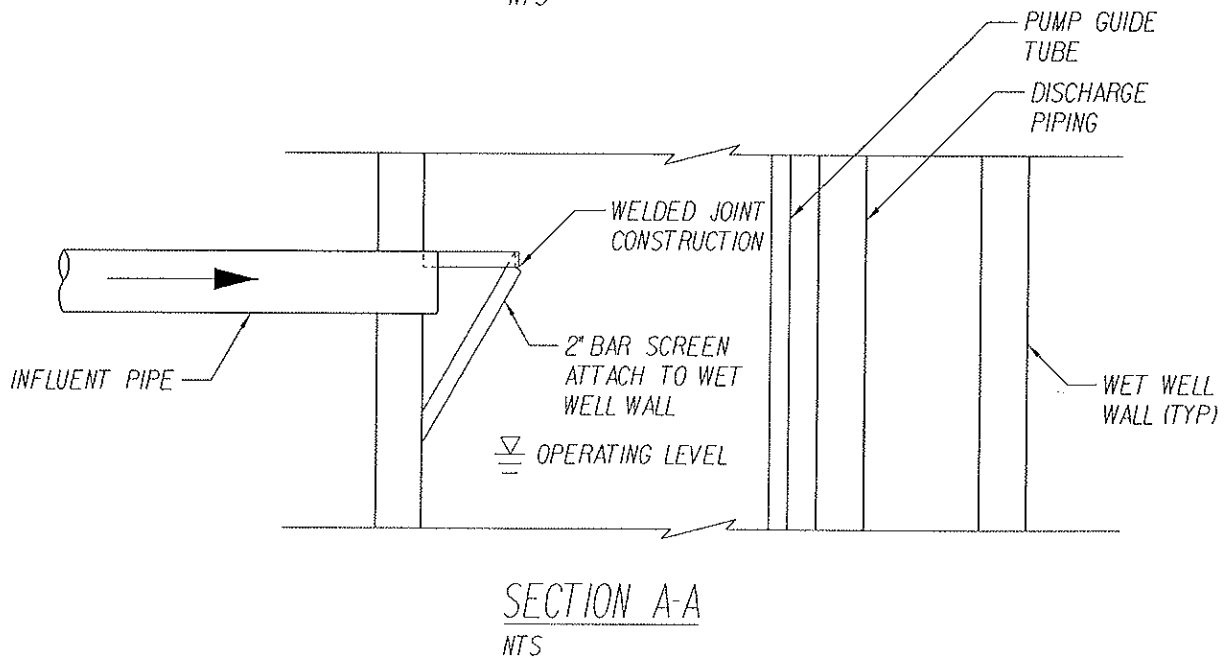 NTS
PUMP GUIDE
TUBE
DISCHARGE
PIPING
WELDED JOINT
CONSTRUCTION
2" BAR SCREEN
ATTACH TO WET
WELL WALL
INFLUENT PIPE
WET WELL
WALL (TYP)
OPERATING LEVEL
SECTION A-A
NTS